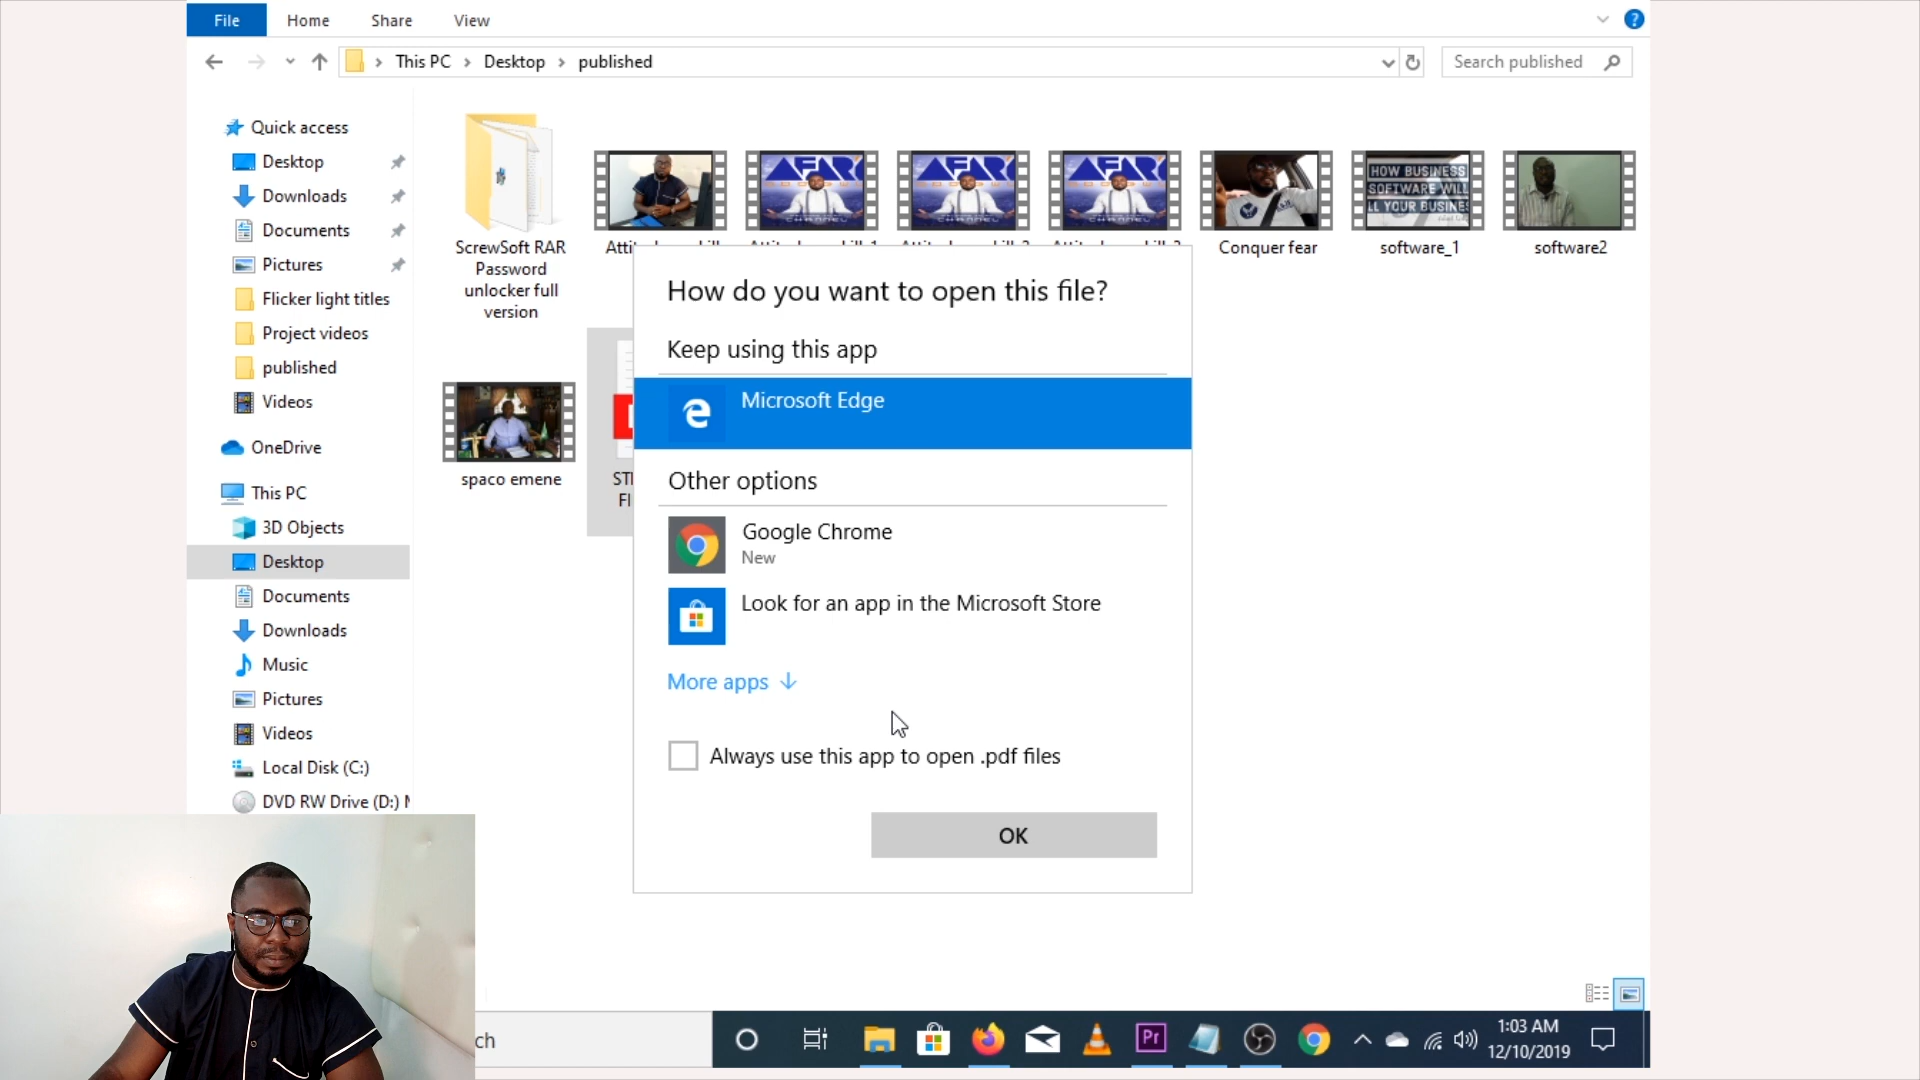 File Home Share View
This PC Desktop published
Search published
Quick access
Desktop
Downloads
Documents
Pictures
Flicker light titles
Project videos
published
Videos
OneDrive
This PC
3D Objects
Desktop
Documents
Downloads
Music
Pictures
Videos
Local Disk (C:)
DVD RW Drive (D:)
ScrewSoft RAR
Password
unlocker full
version
Conquer fear
HOW BUSINESS
SOFTWARE WILL
LL YOUR BUSINES
software_1
software2
spaco emene
How do you want to open this file?
Keep using this app
Microsoft Edge
Other options
Google Chrome
New
Look for an app in the Microsoft Store
More apps
Always use this app to open .pdf files
OK
ch
Pr
1:03 AM
12/10/2019